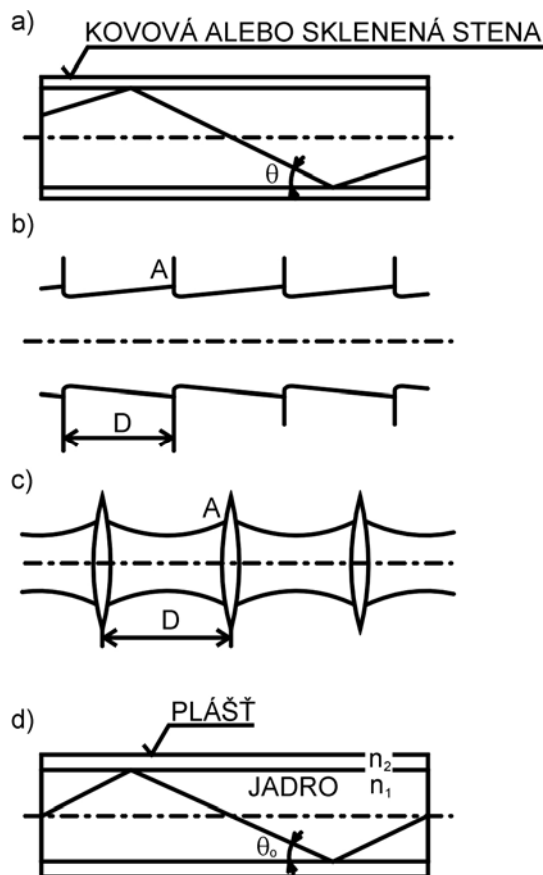 a)
KOVOVÁ ALEBO SKLENENÁ STENA
θ
b)
A
D
c)
A
D
d)
PLÁŠŤ
n₂
JADRO n₁
θₒ